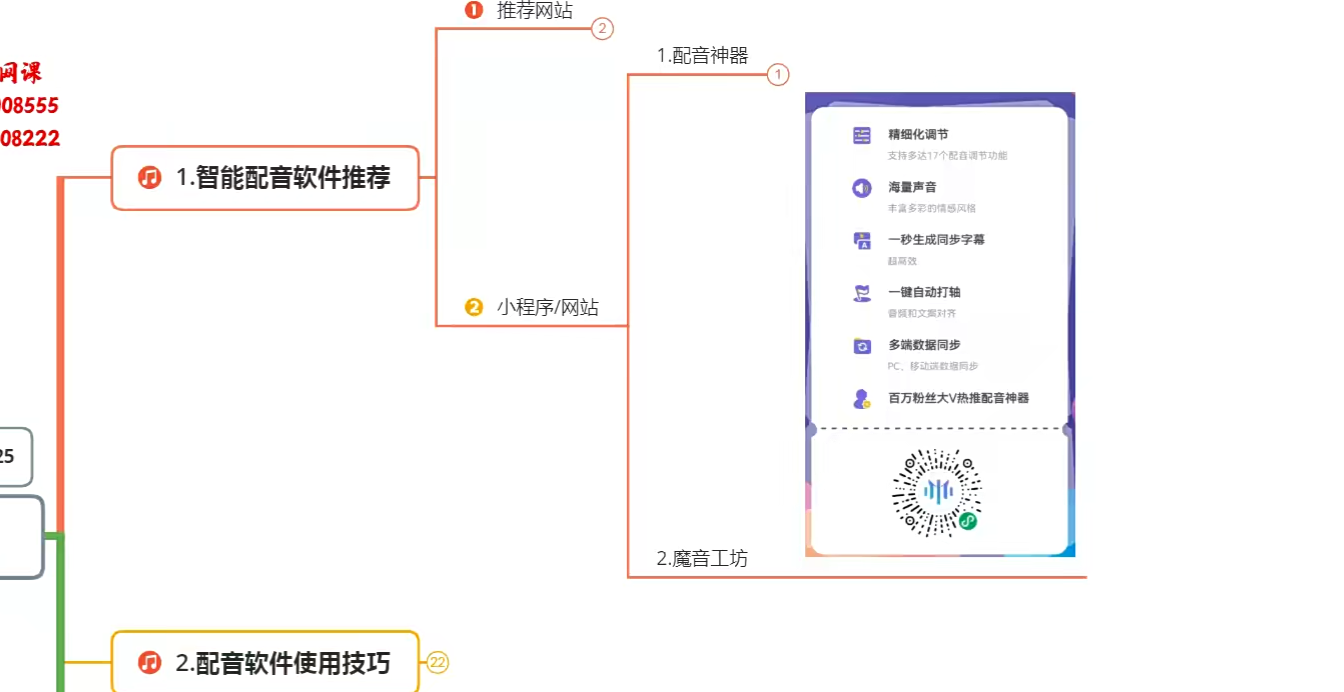 推荐网站
2
网课
08555
08222
1.智能配音软件推荐
小程序/网站
2
1.配音神器
1
精细化调节
支持多达17个配音调节功能
海量声音
丰富多彩的情感风格
一秒生成同步字幕
超高效
一键自动打轴
音频和文案对齐
多端数据同步
PC、移动端数据同步
百万粉丝大V热推配音神器
2.魔音工坊
25
2.配音软件使用技巧
22